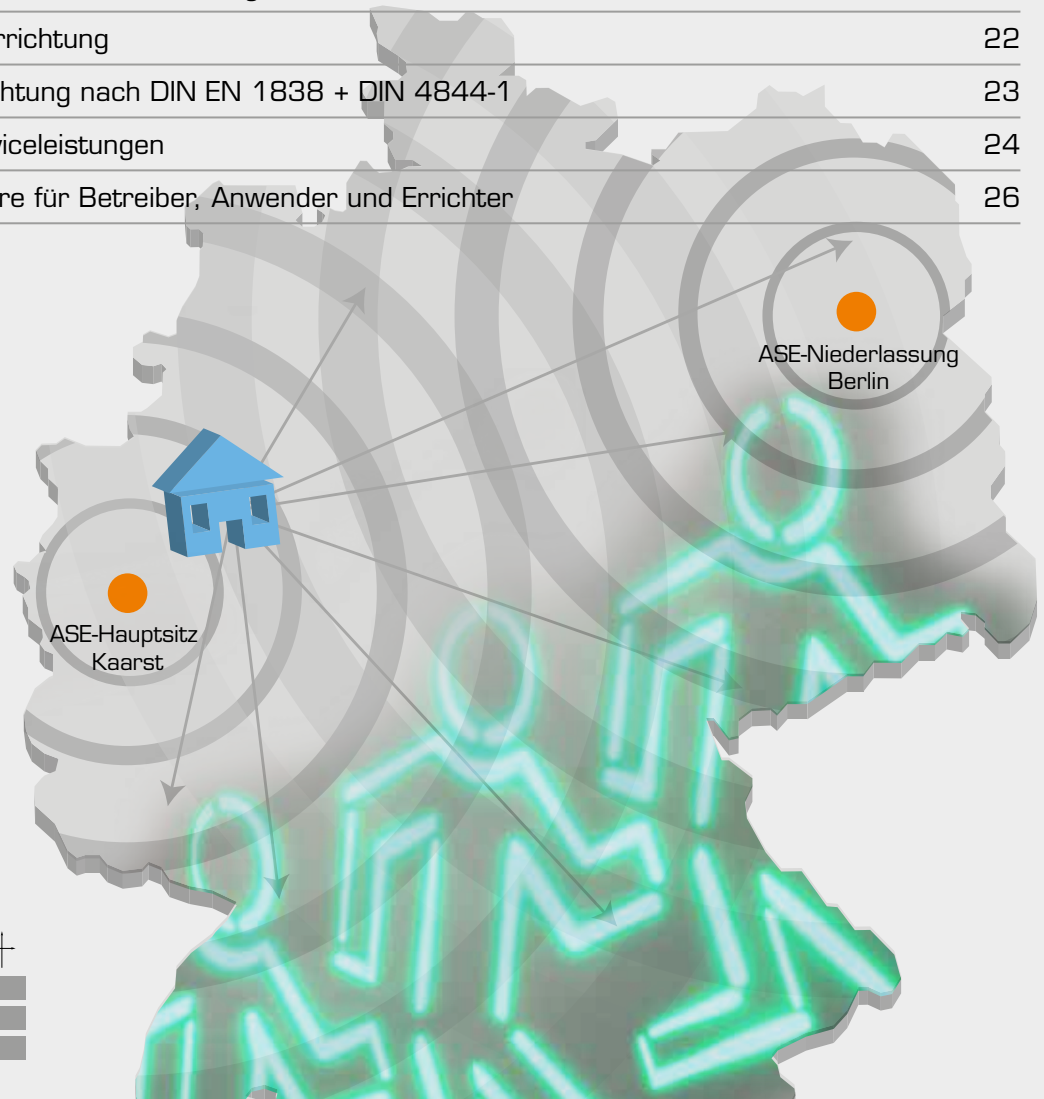 rrichtung 22
htung nach DIN EN 1838 + DIN 4844-1 23
viceleistungen 24
re für Betreiber, Anwender und Errichter 26
ASE-Niederlassung
Berlin
ASE-Hauptsitz
Kaarst